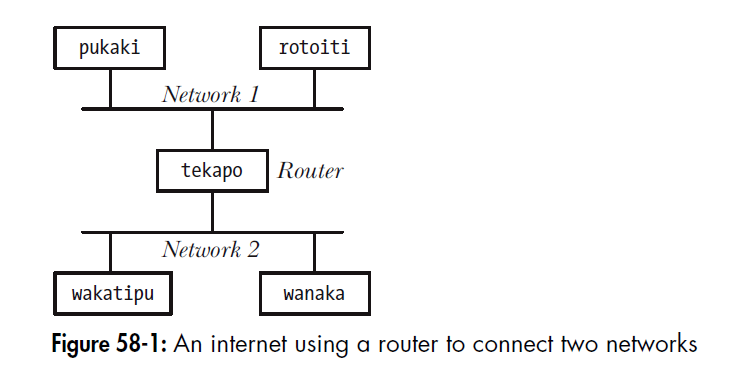 pukaki rotoiti
Network 1
tekapo Router
Network 2
wakatipu wanaka
Figure 58-1: An internet using a router to connect two networks